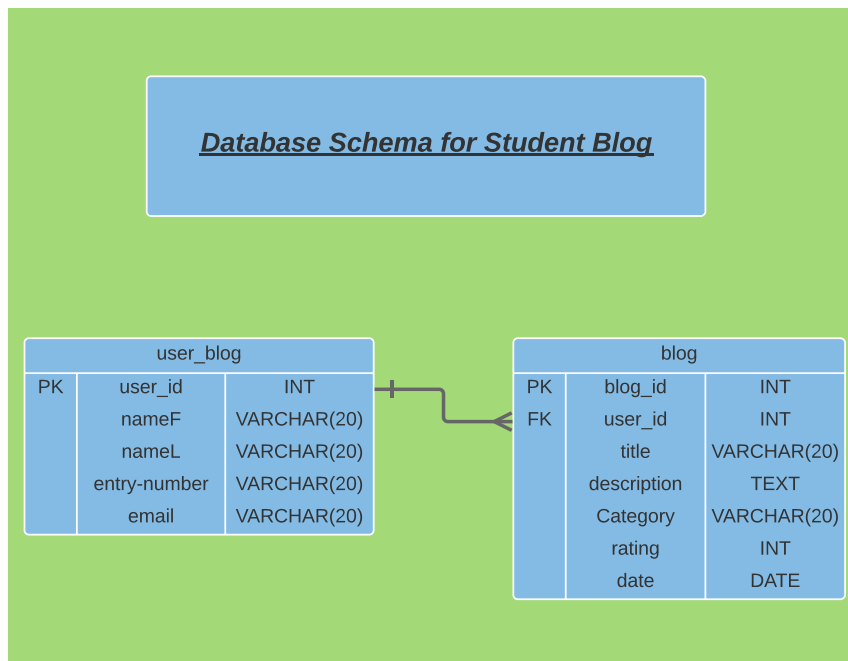 Database Schema for Student Blog
user_blog
PK user_id INT
nameF VARCHAR(20)
nameL VARCHAR(20)
entry-number VARCHAR(20)
email VARCHAR(20)
blog
PK blog_id INT
FK user_id INT
title VARCHAR(20)
description TEXT
Category VARCHAR(20)
rating INT
date DATE